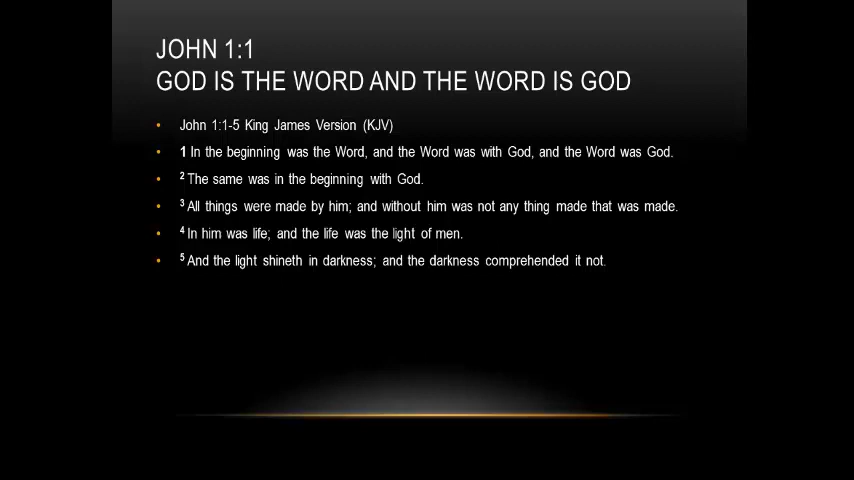 JOHN 1:1
GOD IS THE WORD AND THE WORD IS GOD
• John 1:1-5 King James Version (KJV)
• 1 In the beginning was the Word, and the Word was with God, and the Word was God.
• 2 The same was in the beginning with God.
• 3 All things were made by him; and without him was not any thing made that was made.
• 4 In him was life; and the life was the light of men.
• 5 And the light shineth in darkness; and the darkness comprehended it not.